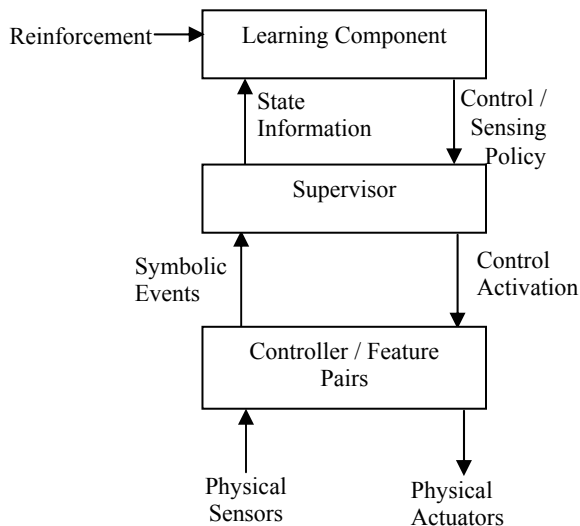 Reinforcement
Learning Component
State
Information
Control /
Sensing
Policy
Supervisor
Symbolic
Events
Control
Activation
Controller / Feature
Pairs
Physical
Sensors
Physical
Actuators